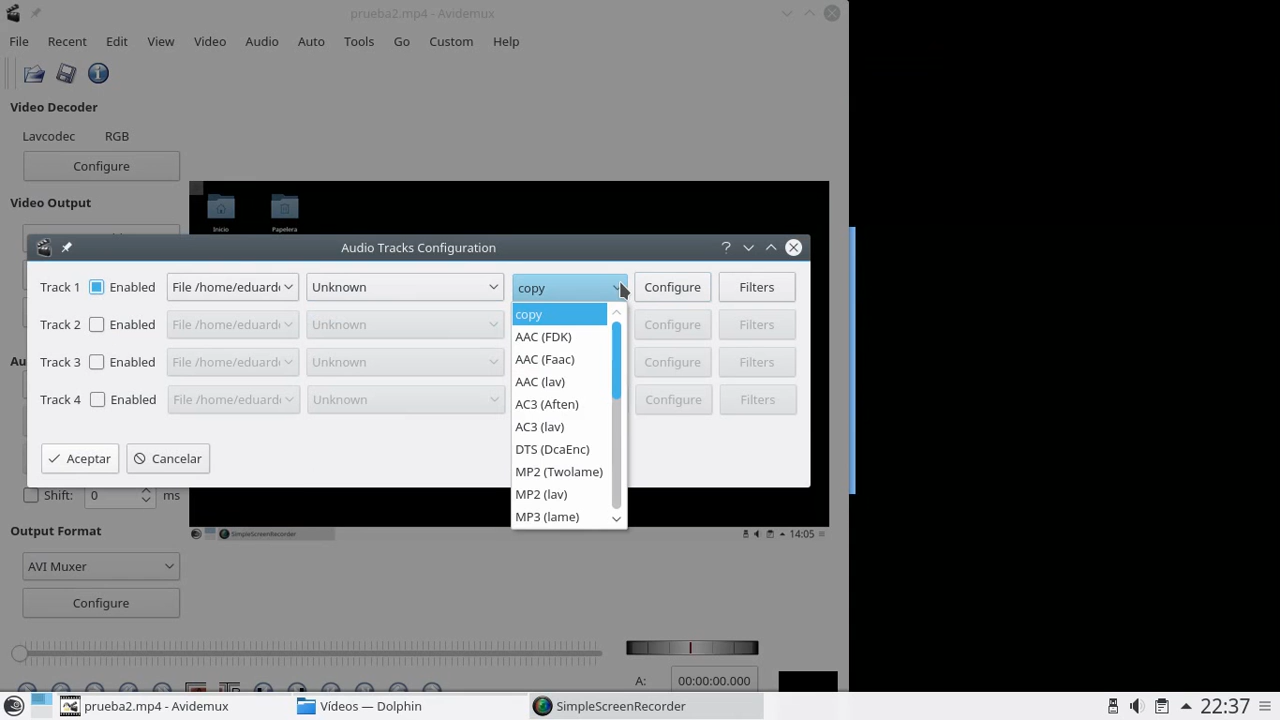 prueba2.mp4 - Avidemux
File Recent Edit View Video Audio Auto Tools Go Custom Help
Video Decoder
Lavcodec RGB
Configure
Video Output
Inicio Papelera
Audio Tracks Configuration
Track 1 Enabled File /home/eduard Unknown copy Configure Filters
copy
Track 2 Enabled File /home/eduard Unknown Configure Filters
AAC (FDK)
AAC (Faac)
Track 3 Enabled File /home/eduard Unknown Configure Filters
AAC (lav)
Track 4 Enabled File /home/eduard Unknown Configure Filters
AC3 (Aften)
AC3 (lav)
DTS (DcaEnc)
Aceptar Cancelar
MP2 (Twolame)
MP2 (lav)
Shift: 0 ms
MP3 (lame)
Output Format
SimpleScreenRecorder 14:05
AVI Muxer
Configure
A: 00:00:00.000
prueba2.mp4 - Avidemux Vídeos — Dolphin SimpleScreenRecorder 22:37